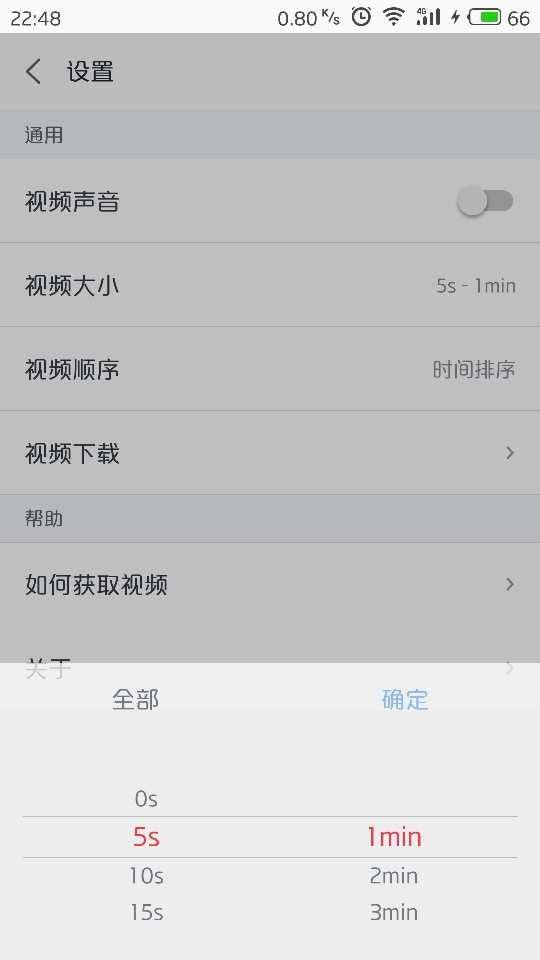 22:48 0.80 K/s 4G 66
设置
通用
视频声音
视频大小 5s - 1min
视频顺序 时间排序
视频下载
帮助
如何获取视频
关于
全部 确定
0s
5s 1min
10s 2min
15s 3min